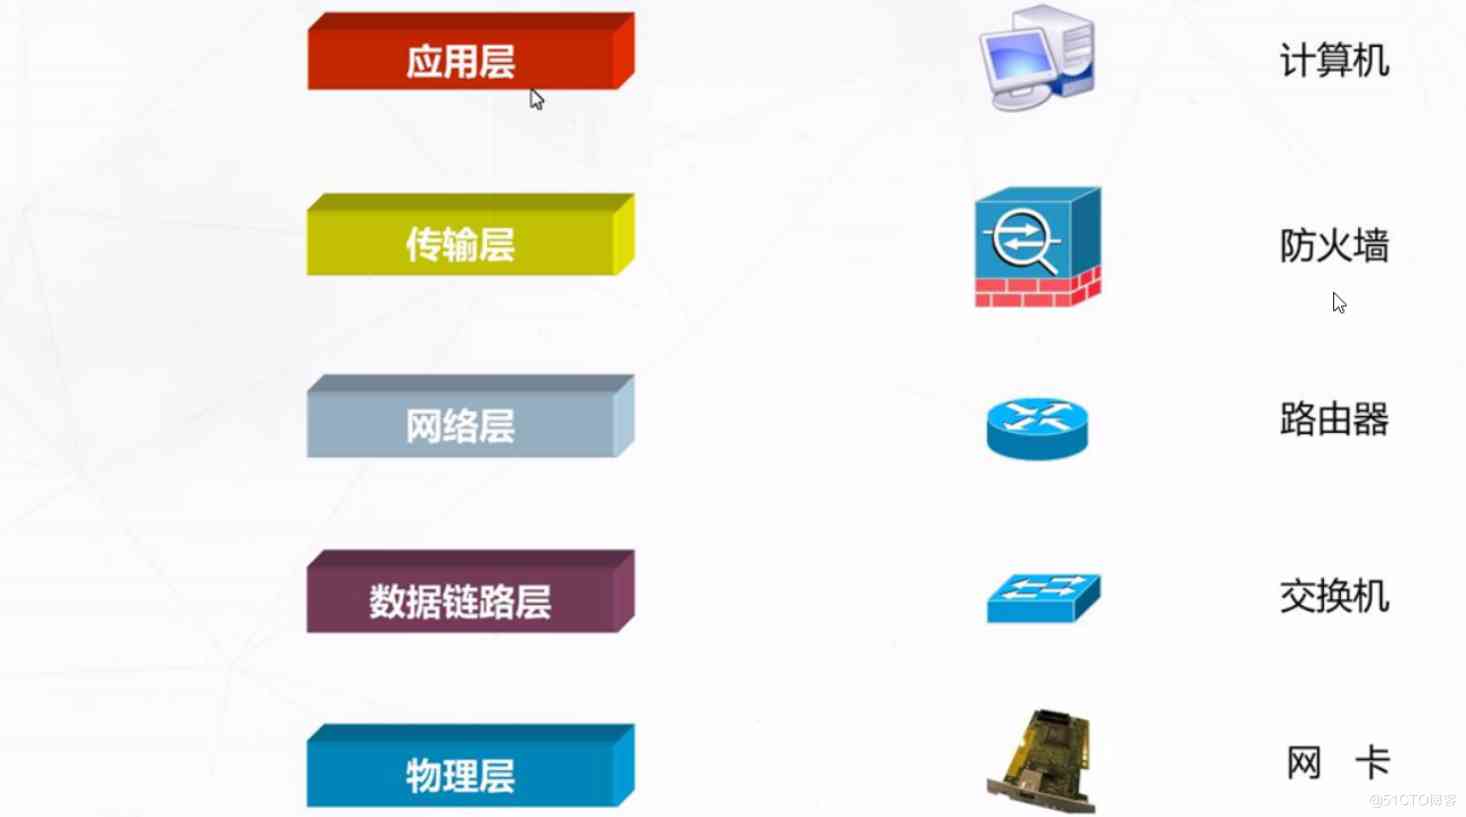 应用层 计算机
传输层 防火墙
网络层 路由器
数据链路层 交换机
物理层 网 卡
@51CTO博客